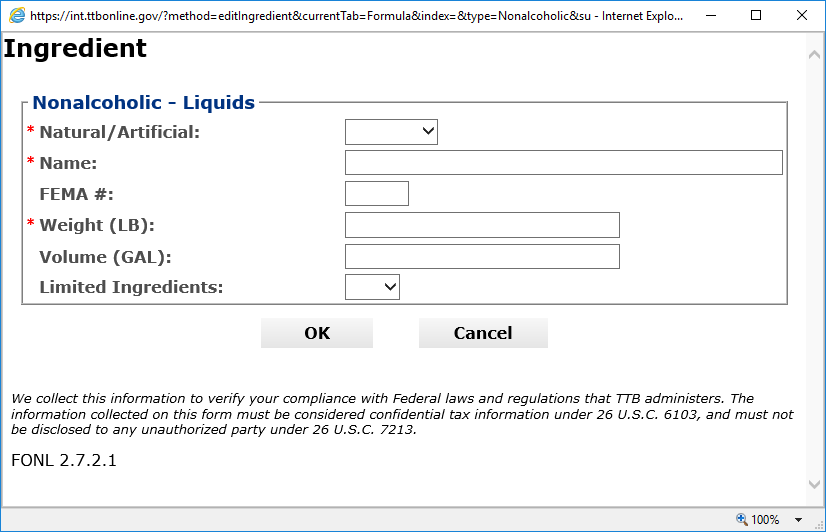 https://int.ttbonline.gov/?method=editIngredient&currentTab=Formula&index=&type=Nonalcoholic&su - Internet Explo...
Ingredient
Nonalcoholic - Liquids
* Natural/Artificial:
* Name:
FEMA #:
* Weight (LB):
Volume (GAL):
Limited Ingredients:
OK Cancel
We collect this information to verify your compliance with Federal laws and regulations that TTB administers. The
information collected on this form must be considered confidential tax information under 26 U.S.C. 6103, and must not
be disclosed to any unauthorized party under 26 U.S.C. 7213.
FONL 2.7.2.1
100%